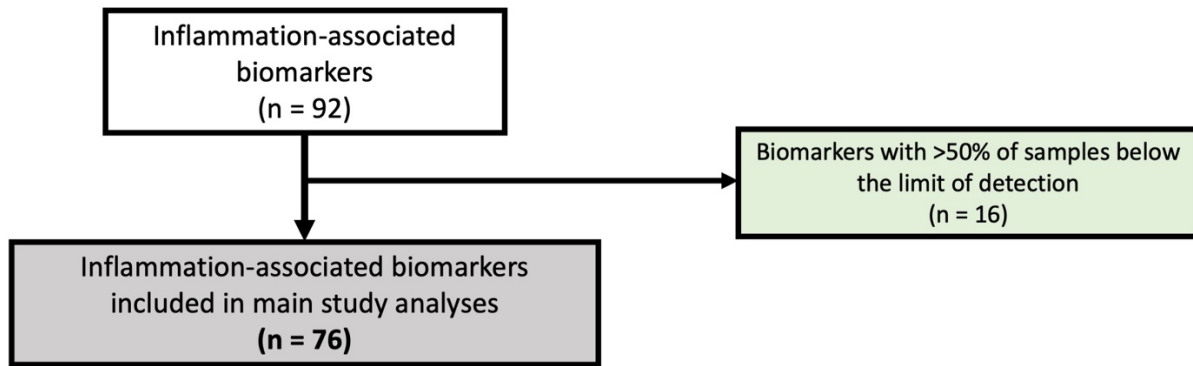 Inflammation-associated
biomarkers
(n = 92)
Biomarkers with >50% of samples below
the limit of detection
(n = 16)
Inflammation-associated biomarkers
included in main study analyses
(n = 76)